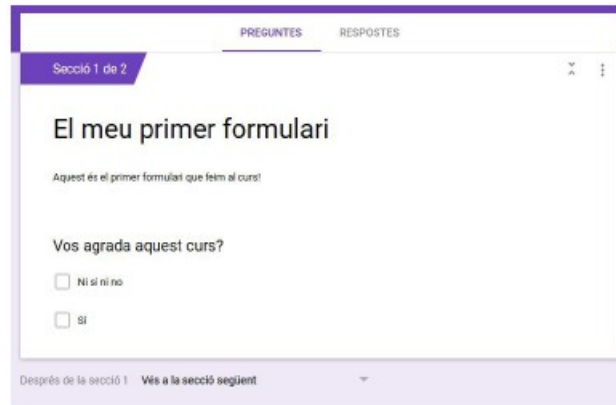 PREGUNTES RESPOSTES
Secció 1 de 2
El meu primer formulari
Aquest és el primer formulari que feim al curs!
Vos agrada aquest curs?
Ni sí ni no
Sí
Després de la secció 1 Vés a la secció següent